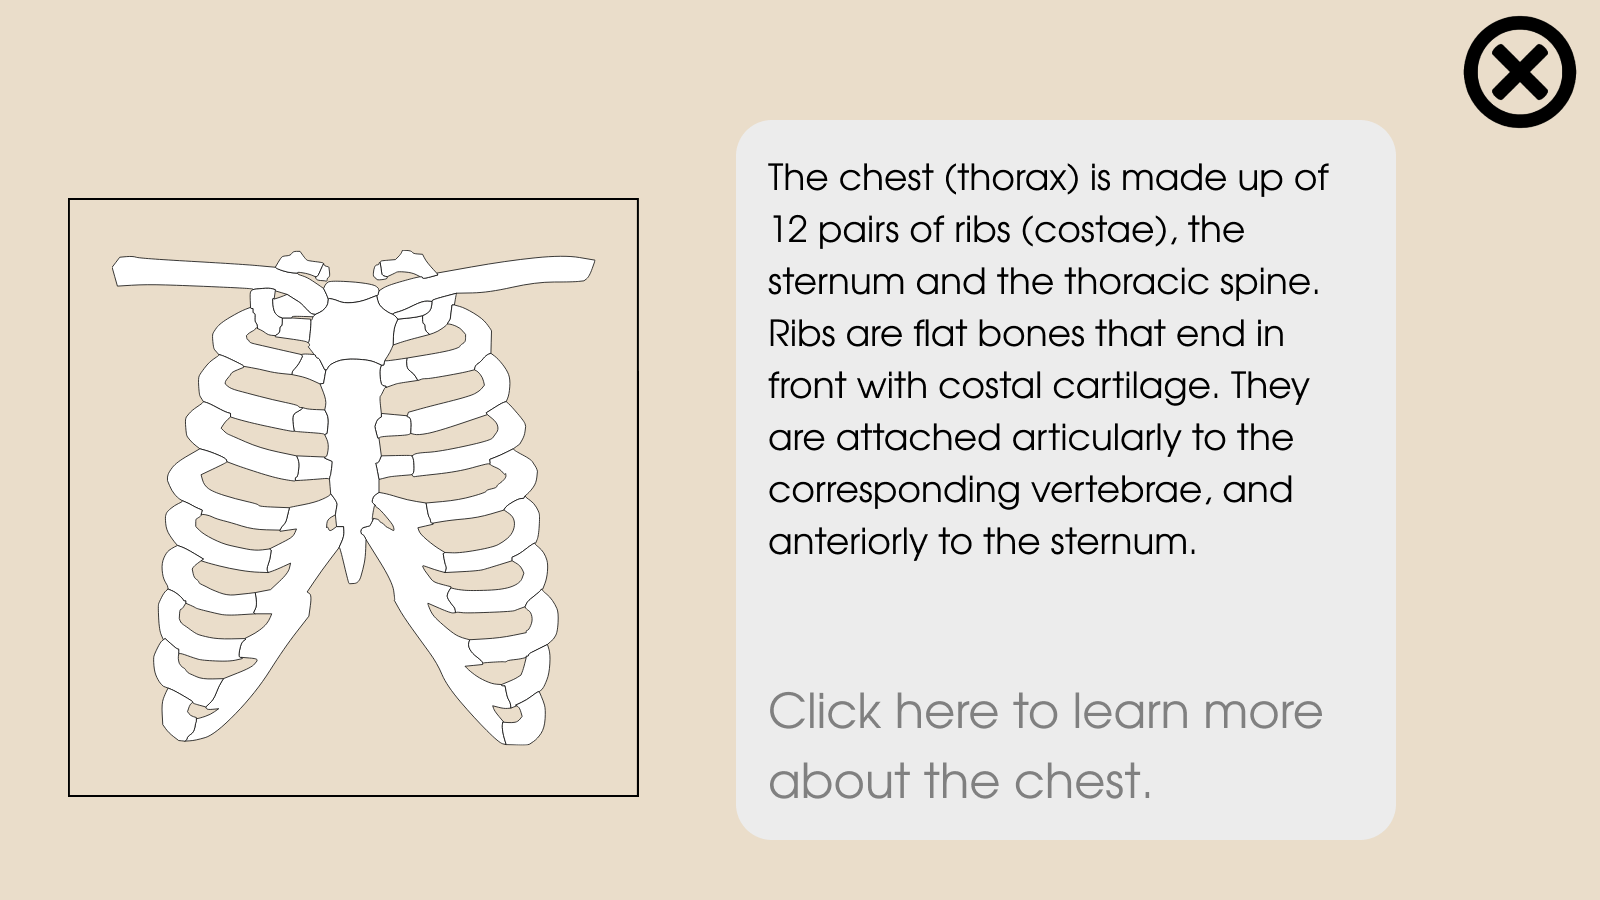 The chest (thorax) is made up of
12 pairs of ribs (costae), the
sternum and the thoracic spine.
Ribs are flat bones that end in
front with costal cartilage. They
are attached articularly to the
corresponding vertebrae, and
anteriorly to the sternum.
Click here to learn more
about the chest.